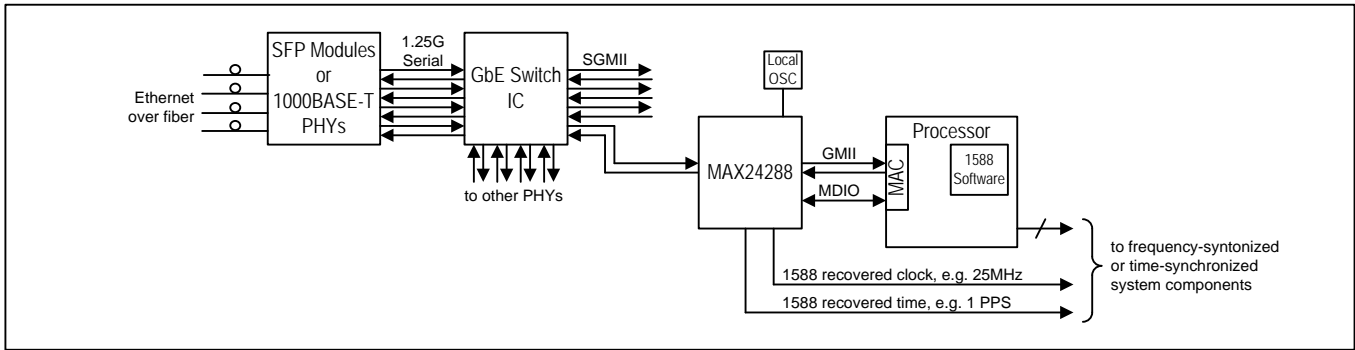 Ethernet
over fiber
SFP Modules
or
1000BASE-T
PHYs
1.25G
Serial
GbE Switch
IC
SGMII
to other PHYs
Local
OSC
MAX24288
GMII
MDIO
Processor
MAC
1588
Software
1588 recovered clock, e.g. 25MHz
1588 recovered time, e.g. 1 PPS
to frequency-syntonized
or time-synchronized
system components